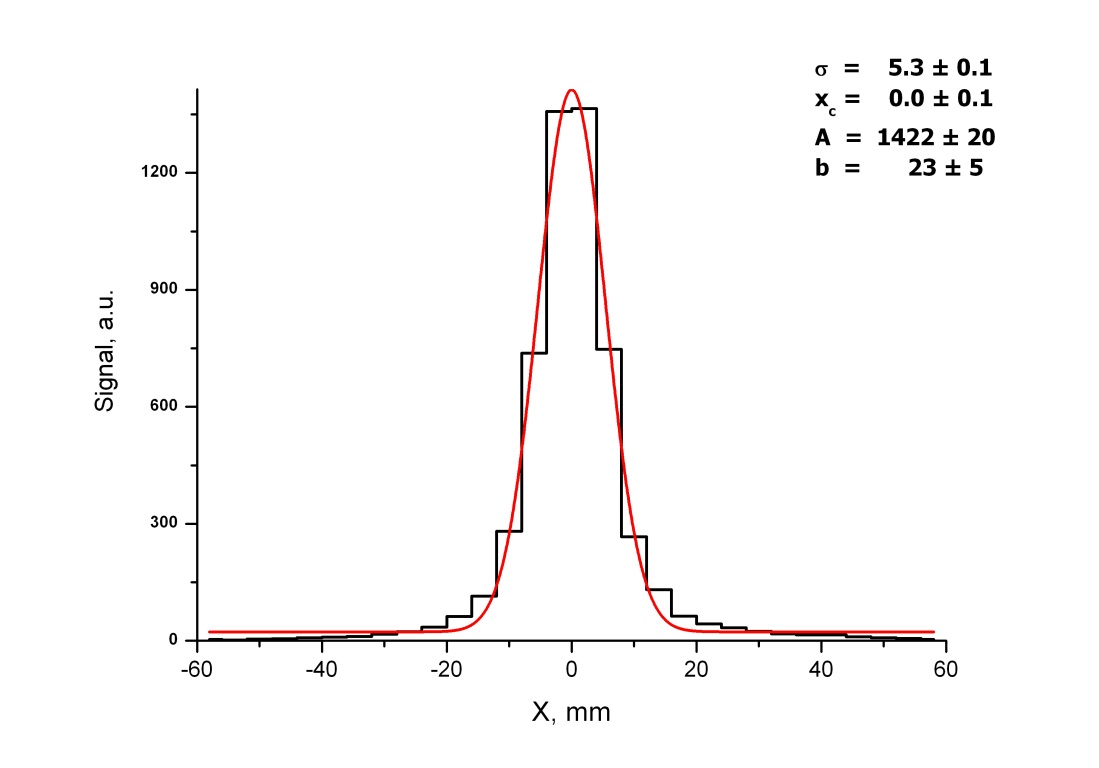 σ = 5.3 ± 0.1
xc = 0.0 ± 0.1
A = 1422 ± 20
b = 23 ± 5
1200
900
600
300
0
Signal, a.u.
-60 -40 -20 0 20 40 60
X, mm